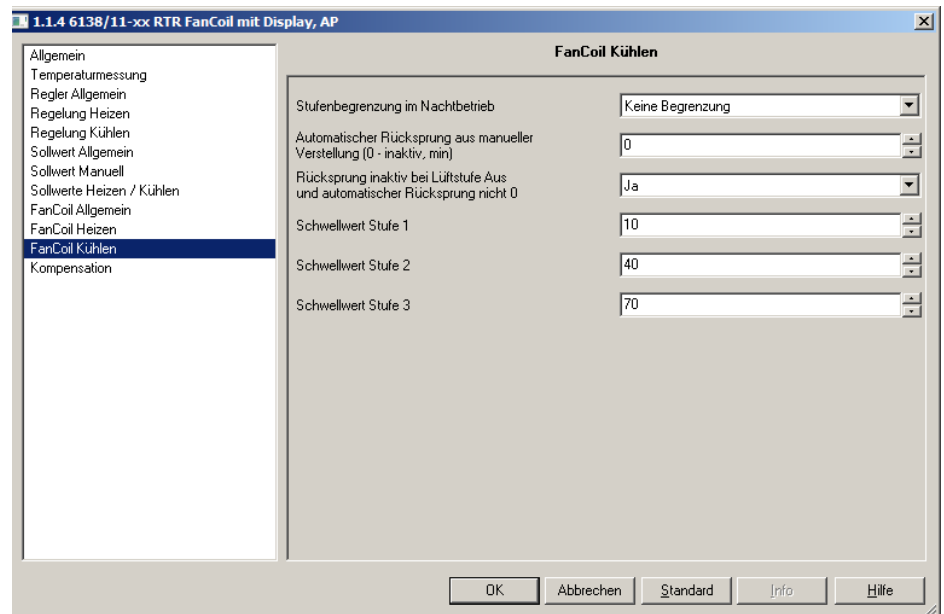 1.1.4 6138/11-xx RTR FanCoil mit Display, AP
Allgemein
Temperaturmessung
Regler Allgemein
Regelung Heizen
Regelung Kühlen
Sollwert Allgemein
Sollwert Manuell
Sollwerte Heizen / Kühlen
FanCoil Allgemein
FanCoil Heizen
FanCoil Kühlen
Kompensation
FanCoil Kühlen
Stufenbegrenzung im Nachtbetrieb
Keine Begrenzung
Automatischer Rücksprung aus manueller
Verstellung (0 - inaktiv, min)
0
Rücksprung inaktiv bei Lüftstufe Aus
und automatischer Rücksprung nicht 0
Ja
Schwellwert Stufe 1
10
Schwellwert Stufe 2
40
Schwellwert Stufe 3
70
OK
Abbrechen
Standard
Info
Hilfe